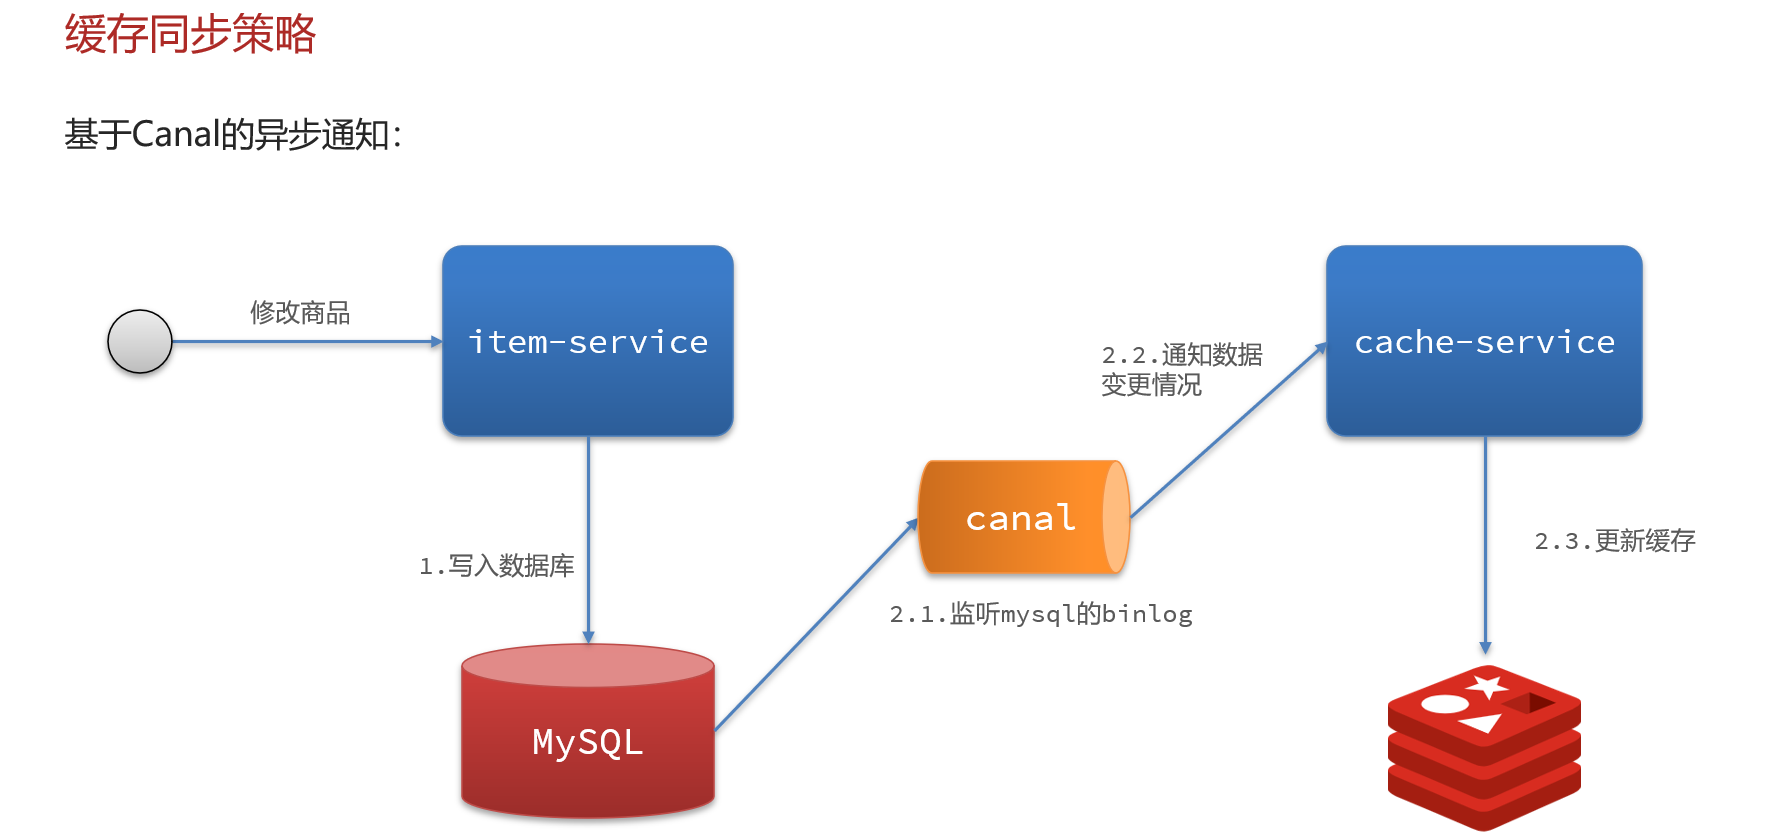 缓存同步策略
基于Canal的异步通知：
修改商品
item-service
cache-service
2.2.通知数据
变更情况
canal
1.写入数据库
2.3.更新缓存
2.1.监听mysql的binlog
MySQL